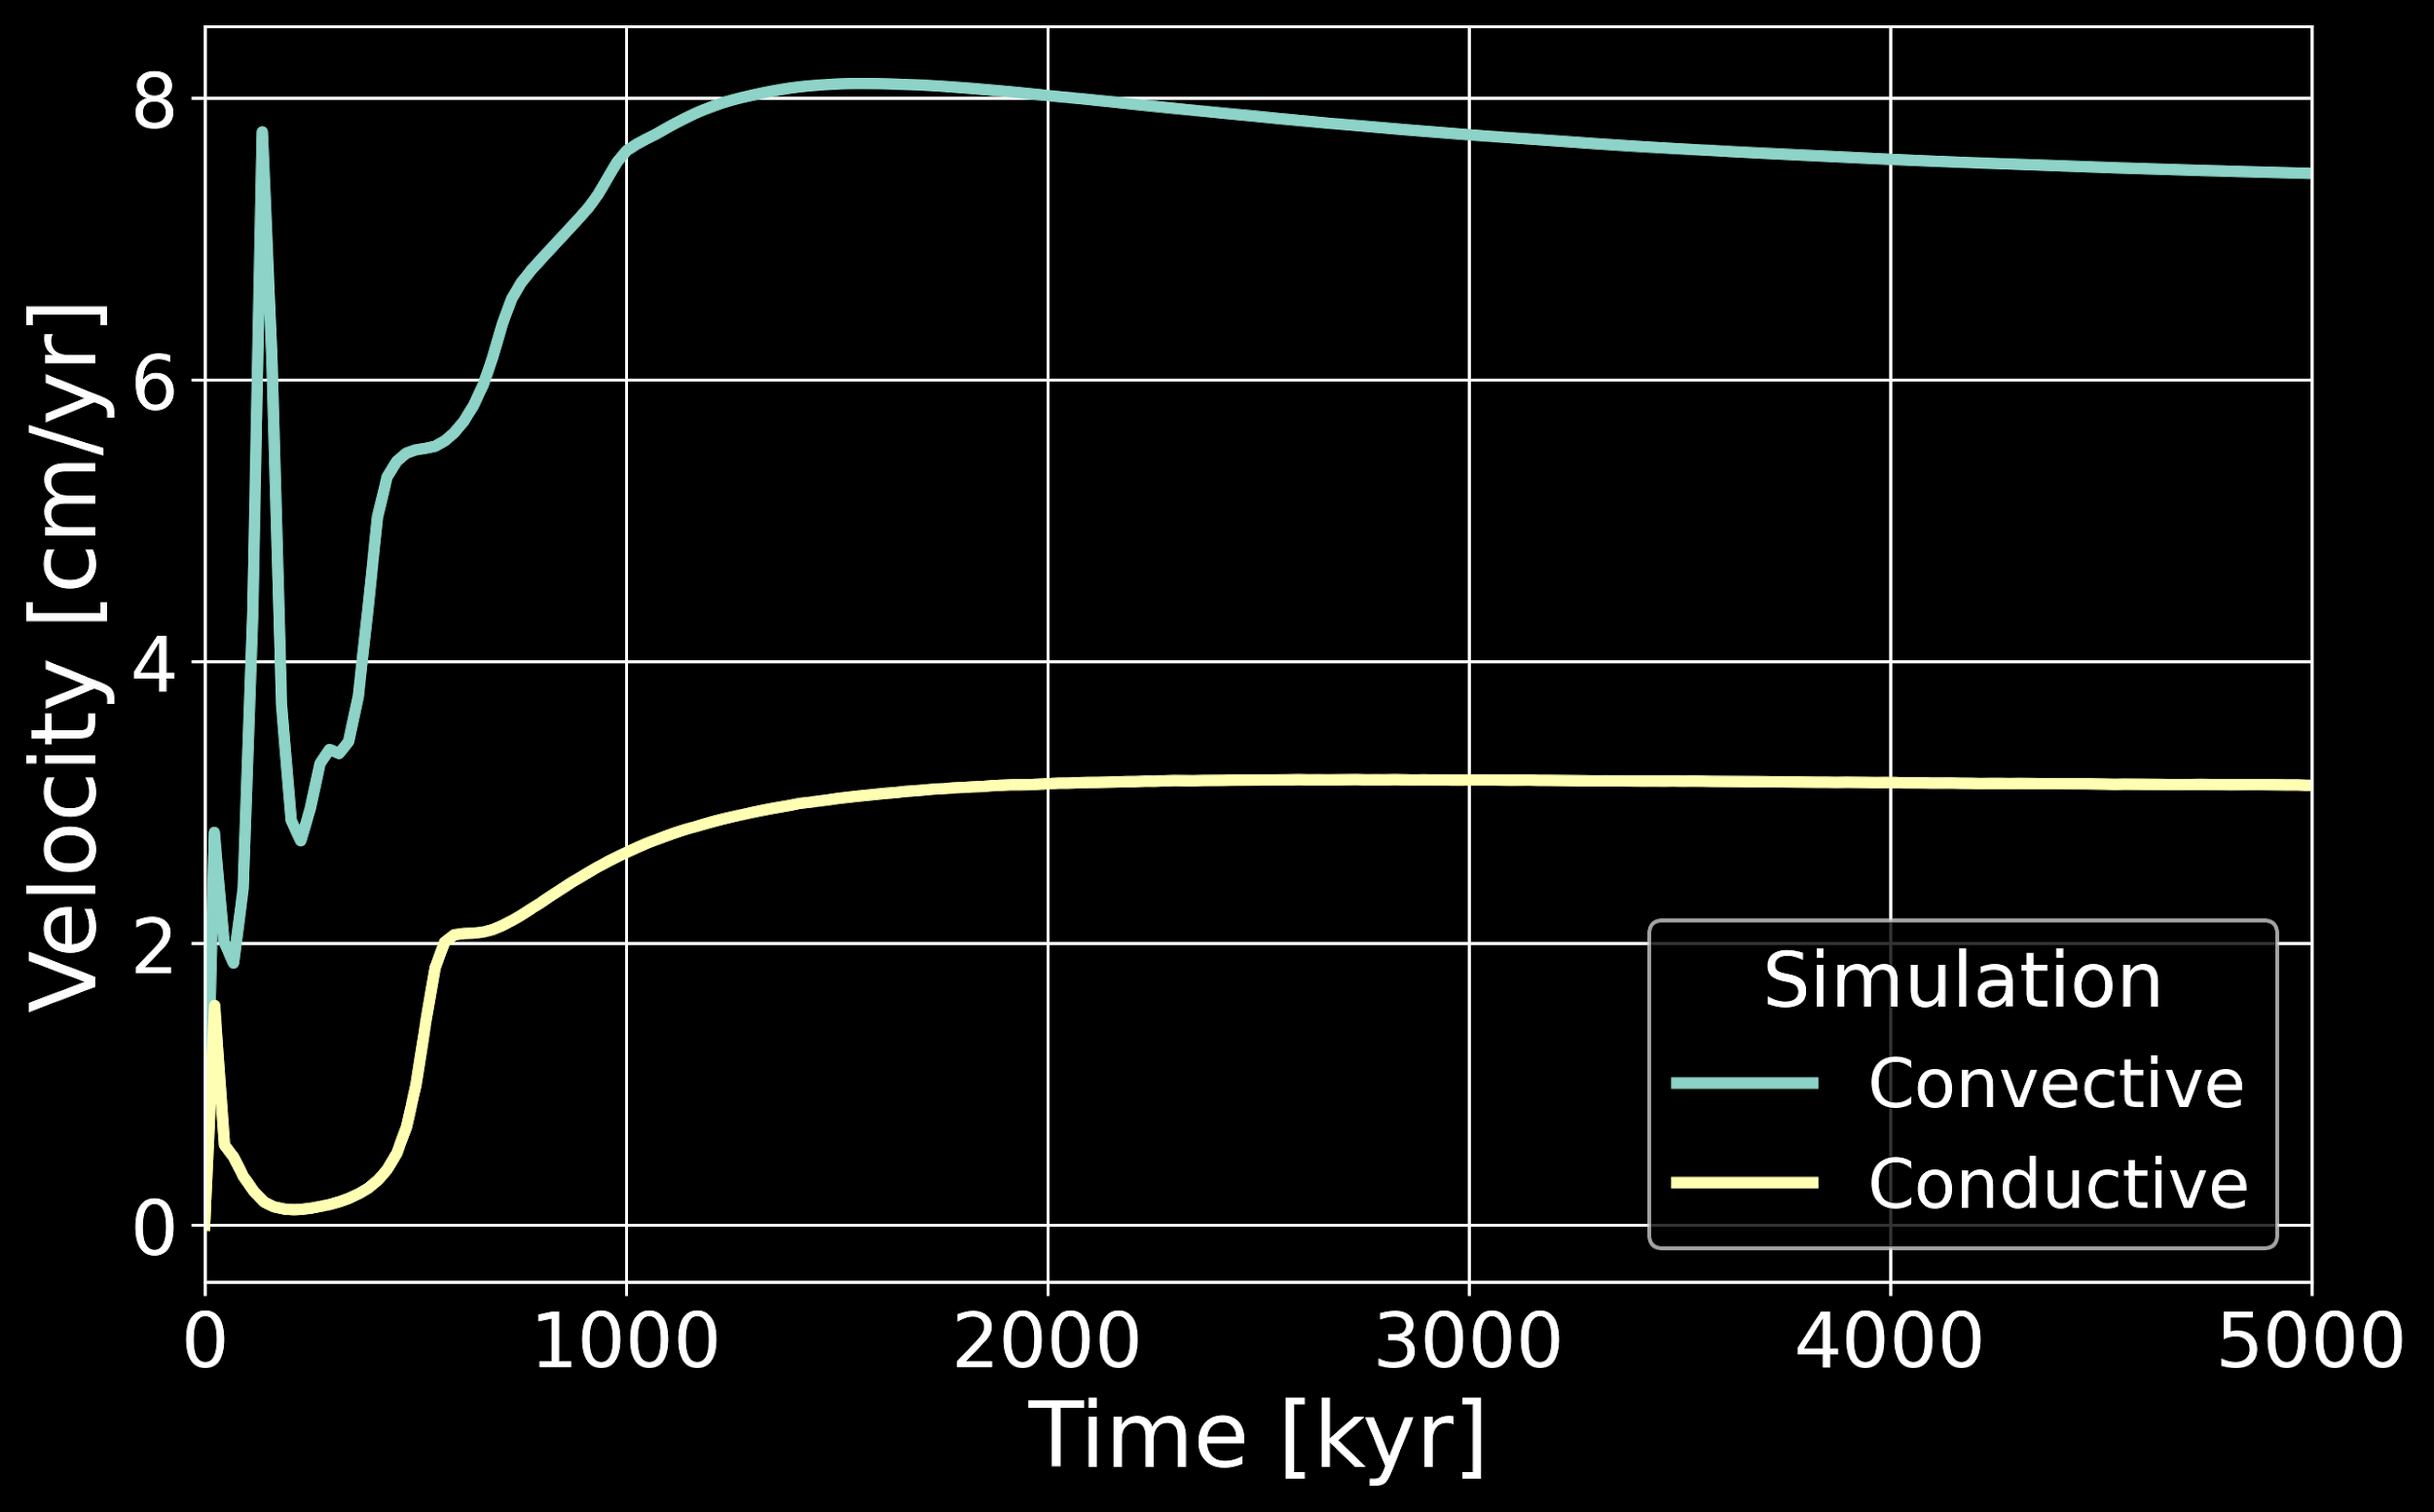 Velocity [cm/yr]
8
6
4
2
0
Simulation
Convective
Conductive
0 1000 2000 3000 4000 5000
Time [kyr]